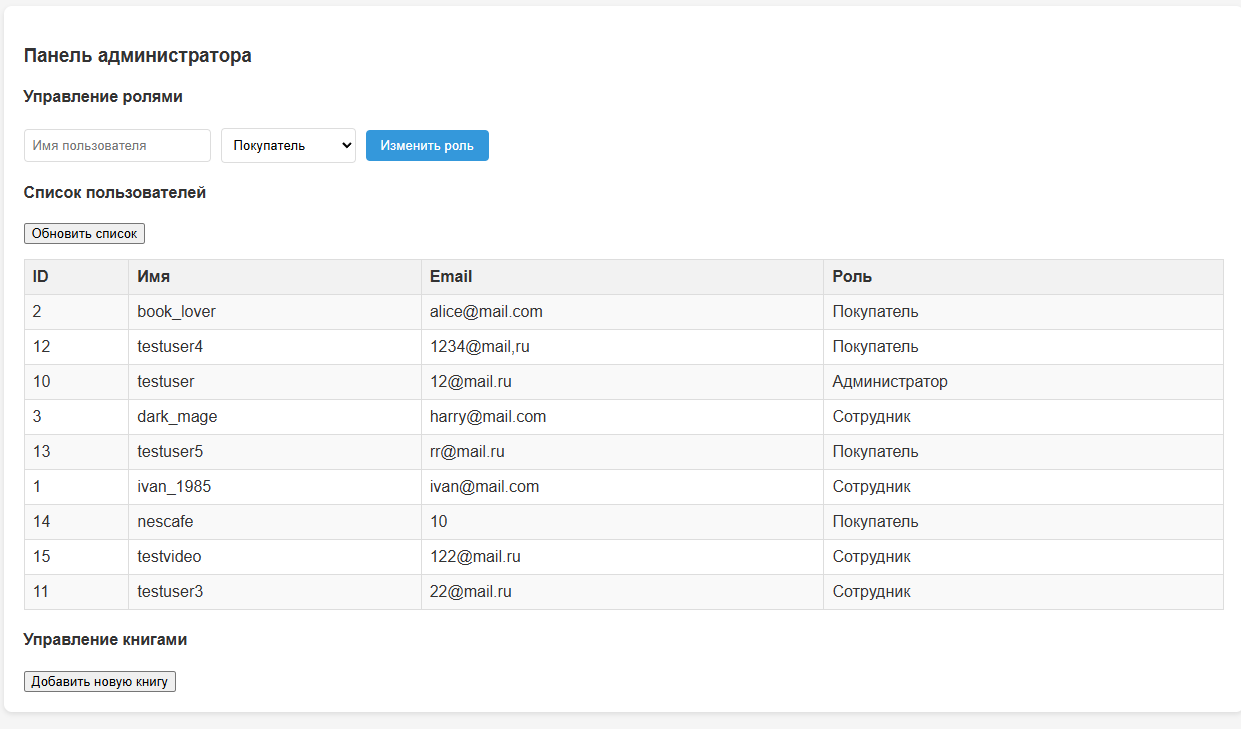 Панель администратора
Управление ролями
Имя пользователя Покупатель Изменить роль
Список пользователей
Обновить список
ID Имя Email Роль
2 book_lover alice@mail.com Покупатель
12 testuser4 1234@mail,ru Покупатель
10 testuser 12@mail.ru Администратор
3 dark_mage harry@mail.com Сотрудник
13 testuser5 rr@mail.ru Покупатель
1 ivan_1985 ivan@mail.com Сотрудник
14 nescafe 10 Покупатель
15 testvideo 122@mail.ru Сотрудник
11 testuser3 22@mail.ru Сотрудник
Управление книгами
Добавить новую книгу